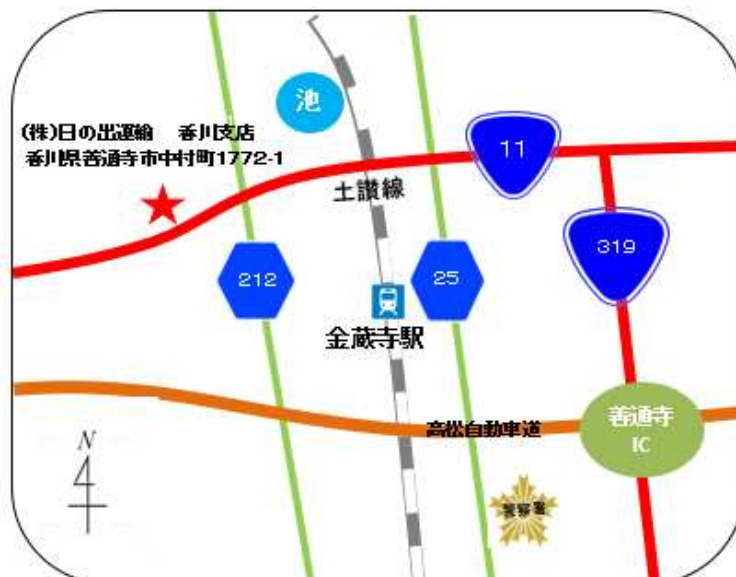 池
(株)日の出運輸　香川支店
香川県善通寺市中村町1772-1
11
土讃線
319
212
25
金蔵寺駅
高松自動車道
善通寺
IC
N
警察署